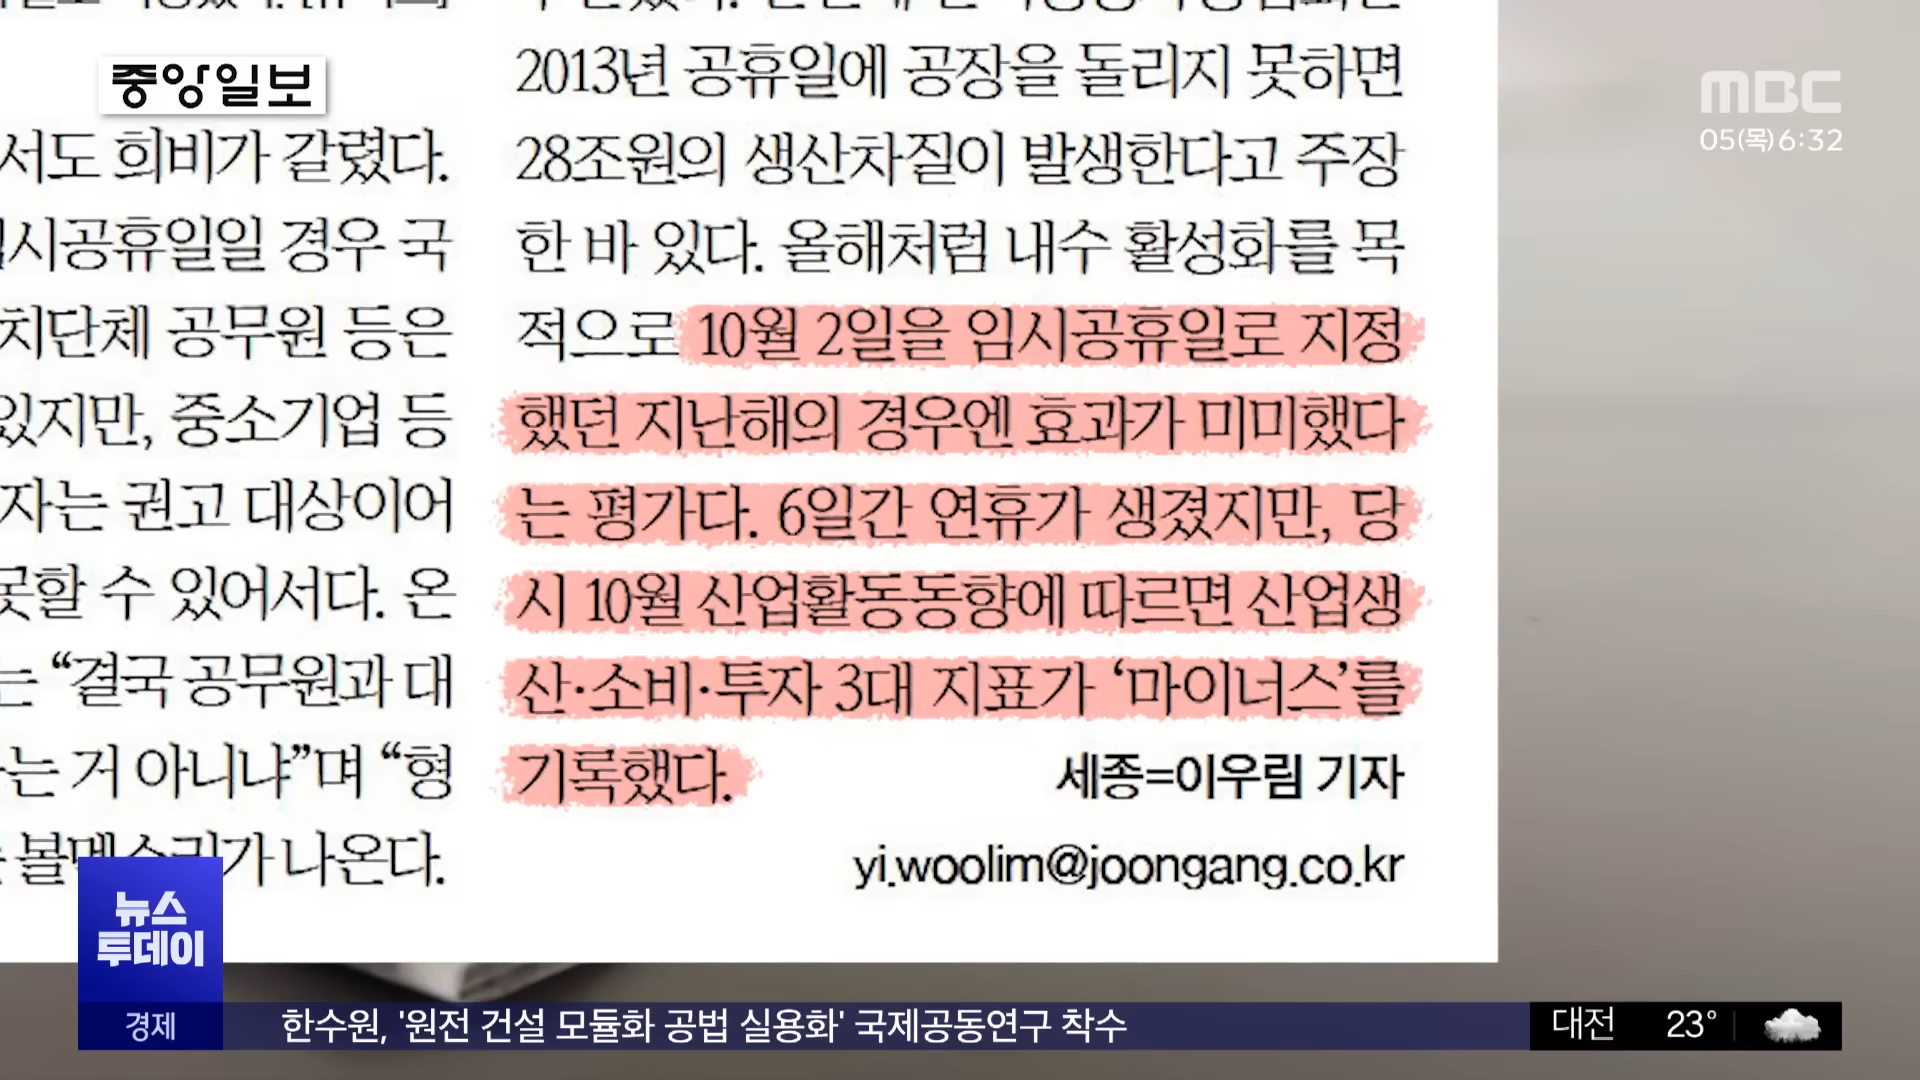 중앙일보
서도 희비가 갈렸다.
시공휴일일 경우 국
치단체 공무원 등은
있지만, 중소기업 등
자는 권고 대상이어
못할 수 있어서다. 온
는 “결국 공무원과 대
는 거 아니냐”며 “형
볼멘소리가 나온다.
2013년 공휴일에 공장을 돌리지 못하면
28조원의 생산차질이 발생한다고 주장
한 바 있다. 올해처럼 내수 활성화를 목
적으로 10월 2일을 임시공휴일로 지정
했던 지난해의 경우엔 효과가 미미했다
는 평가다. 6일간 연휴가 생겼지만, 당
시 10월 산업활동동향에 따르면 산업생
산·소비·투자 3대 지표가 ‘마이너스’를
기록했다.
세종=이우림 기자
yi.woolim@joongang.co.kr
MBC
05(목)6:32
뉴스
투데이
경제
한수원, '원전 건설 모듈화 공법 실용화' 국제공동연구 착수
대전 23°